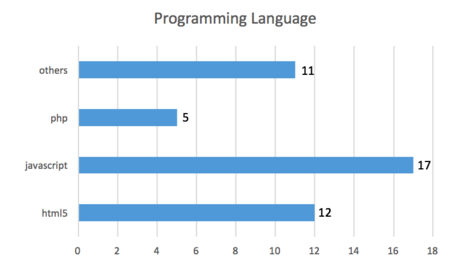 Programming Language
others
11
php
5
javascript
17
html5
12
0 2 4 6 8 10 12 14 16 18